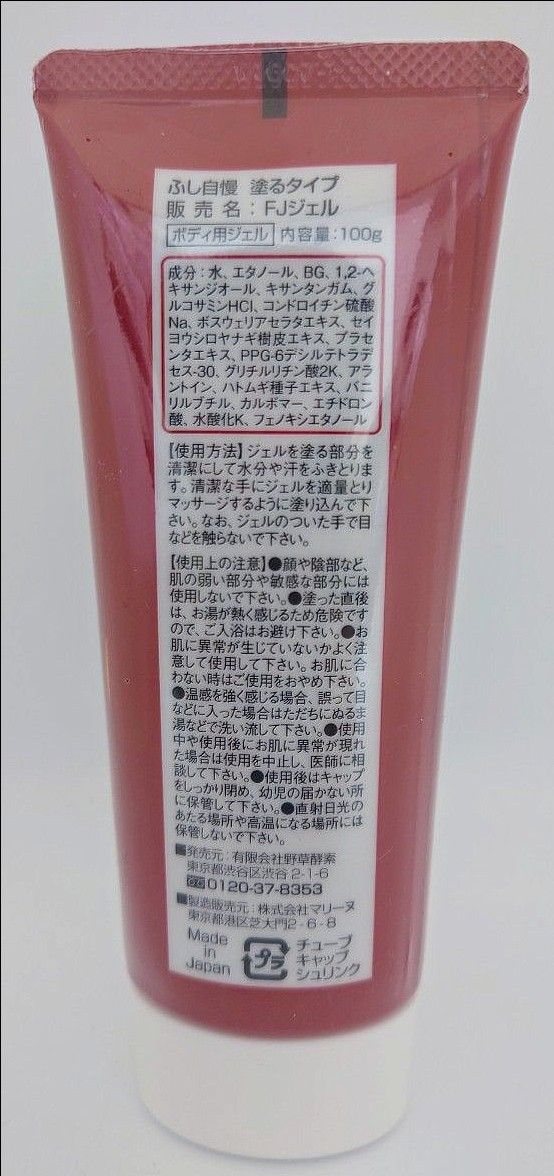 ふし自慢 塗るタイプ
販売名:FJジェル
ボディ用ジェル 内容量:100g
成分:水、エタノール、BG、1,2-ヘ
キサンジオール、キサンタンガム、グ
ルコサミンHCl、コンドロイチン硫酸
Na、ボスウェリアセラタエキス、セイ
ヨウシロヤナギ樹皮エキス、プラセ
ンタエキス、PPG-6デシルテトラデ
セス-30、グリチルリチン酸2K、アラ
ントイン、ハトムギ種子エキス、バニ
リルブチル、カルボマー、エチドロン
酸、水酸化K、フェノキシエタノール
【使用方法】ジェルを塗る部分を
清潔にして水分や汗をふきとりま
す。清潔な手にジェルを適量とり
マッサージするように塗り込んで下
さい。なお、ジェルのついた手で目
などを触らないで下さい。
【使用上の注意】●顔や陰部など、
肌の弱い部分や敏感な部分には
使用しないで下さい。●塗った直後
は、お湯が熱く感じるため危険です
ので、ご入浴はお避け下さい。●お
肌に異常が生じていないかよく注
意して使用して下さい。お肌に合
わない時はご使用をおやめ下さい。
●温感を強く感じる場合、誤って目
などに入った場合はただちにぬるま
湯などで洗い流して下さい。●使用
中や使用後にお肌に異常が現れ
た場合は使用を中止し、医師に相
談して下さい。●使用後はキャップ
をしっかり閉め、幼児の届かない所
に保管して下さい。●直射日光の
あたる場所や高温になる場所には
保管しないで下さい。
■発売元:有限会社野草酵素
東京都渋谷区渋谷2-1-6
0120-37-8353
■製造販売元:株式会社マリーヌ
東京都港区芝大門2-6-8
Made
in
Japan
プラ
チューブ
キャップ
シュリンク